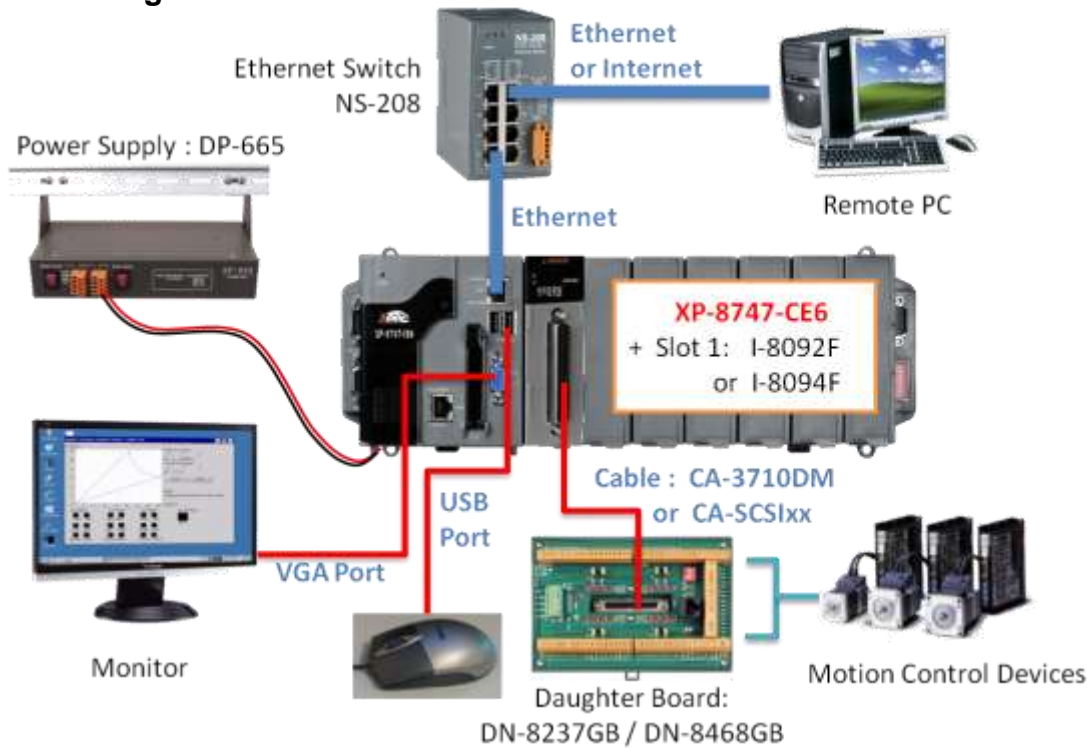 Ethernet
or Internet
Ethernet Switch
NS-208
NS-208
Power Supply : DP-665
Remote PC
Ethernet
XP-8747-CE6
+ Slot 1: I-8092F
or I-8094F
Cable : CA-3710DM
or CA-SCSIxx
USB
Port
VGA Port
Monitor
Motion Control Devices
Daughter Board:
DN-8237GB / DN-8468GB